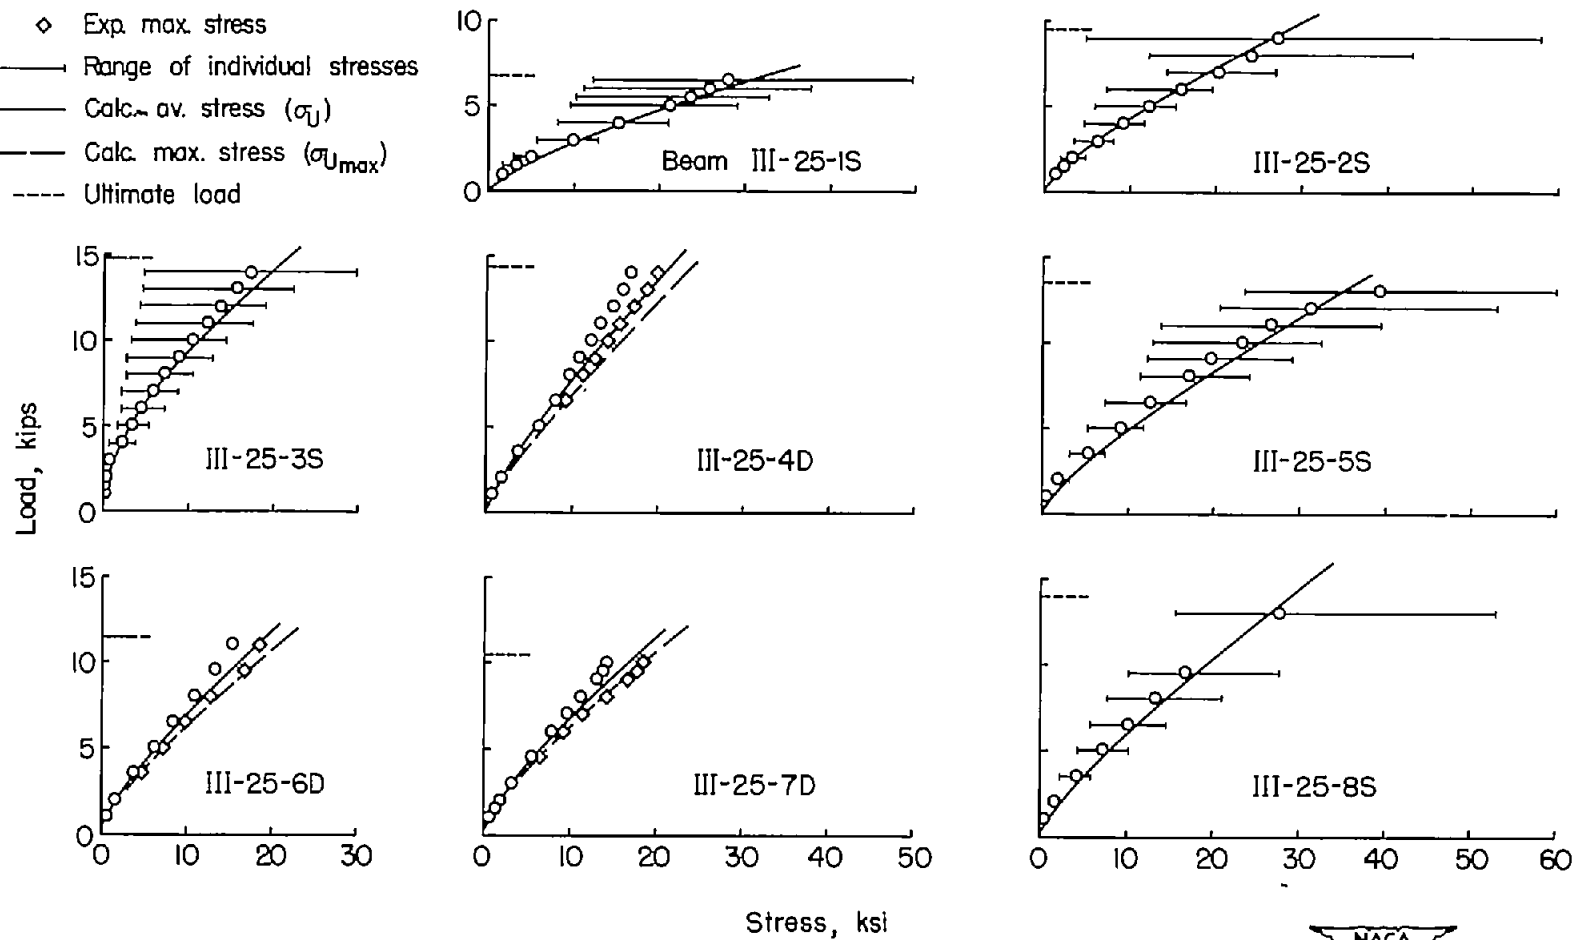 Exp. max. stress
Range of individual stresses
Calc. av. stress (σU)
Calc. max. stress (σUmax)
Ultimate load
10
5
0
Beam III-25-1S
III-25-2S
15
10
5
0
III-25-3S
III-25-4D
III-25-5S
Load, kips
15
10
5
0
III-25-6D
III-25-7D
III-25-8S
0 10 20 30
0 10 20 30 40 50
0 10 20 30 40 50 60
Stress, ksi
NACA